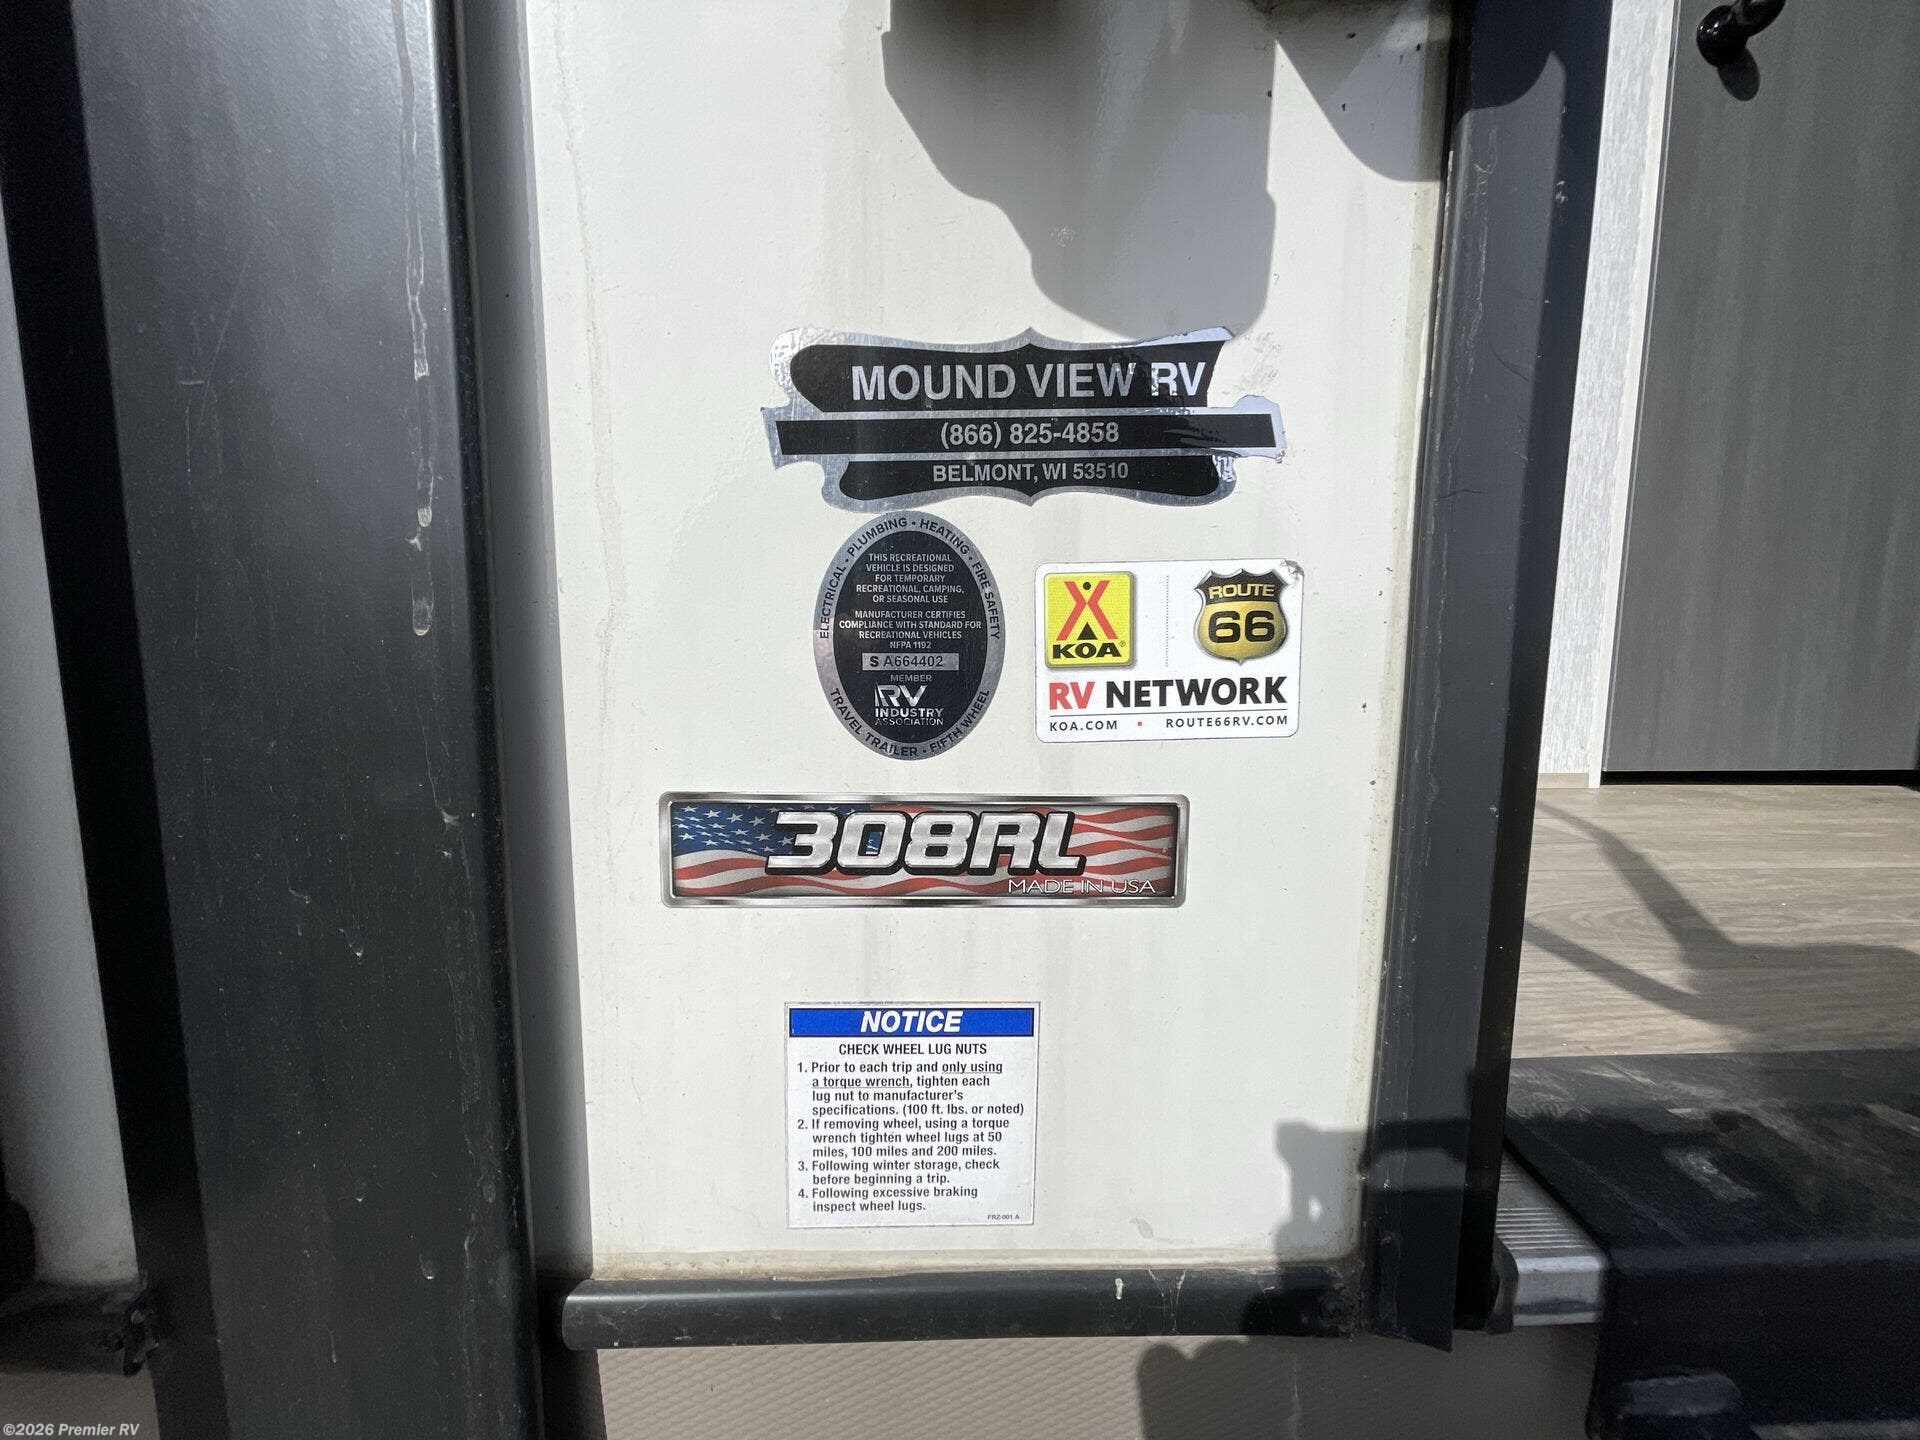 MOUND VIEW RV
(866) 825-4858
BELMONT, WI 53510
ELECTRICAL • PLUMBING • HEATING • FIRE SAFETY
THIS RECREATIONAL
VEHICLE IS DESIGNED
FOR TEMPORARY
RECREATIONAL, CAMPING,
OR SEASONAL USE
MANUFACTURER CERTIFIES
COMPLIANCE WITH STANDARD FOR
RECREATIONAL VEHICLES
NFPA 1192
S A664402
MEMBER
RV
INDUSTRY
ASSOCIATION
TRAVEL TRAILER • FIFTH WHEEL
KOA®
ROUTE
66
RV NETWORK
KOA.COM • ROUTE66RV.COM
308RL
MADE IN USA
NOTICE
CHECK WHEEL LUG NUTS
1. Prior to each trip and only using
a torque wrench, tighten each
lug nut to manufacturer's
specifications. (100 ft. lbs. or noted)
2. If removing wheel, using a torque
wrench tighten wheel lugs at 50
miles, 100 miles and 200 miles.
3. Following winter storage, check
before beginning a trip.
4. Following excessive braking
inspect wheel lugs.
FRZ-001 A
©2026 Premier RV